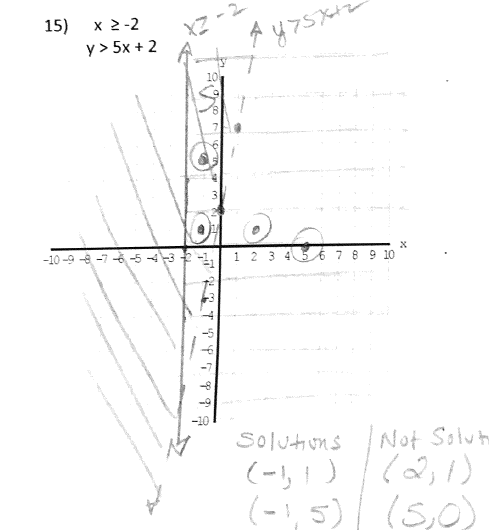 15) x ≥ -2
y > 5x + 2
x≥ -2
y>5x+2
y
10
9
8
7
6
5
4
3
2
1
x
-10 -9 -8 -7 -6 -5 -4 -3 -2 -1 1 2 3 4 5 6 7 8 9 10
-1
-2
-3
-4
-5
-6
-7
-8
-9
-10
S
Solutions | Not Solut
(-1, 1) | (2, 1)
(-1, 5) | (5, 0)